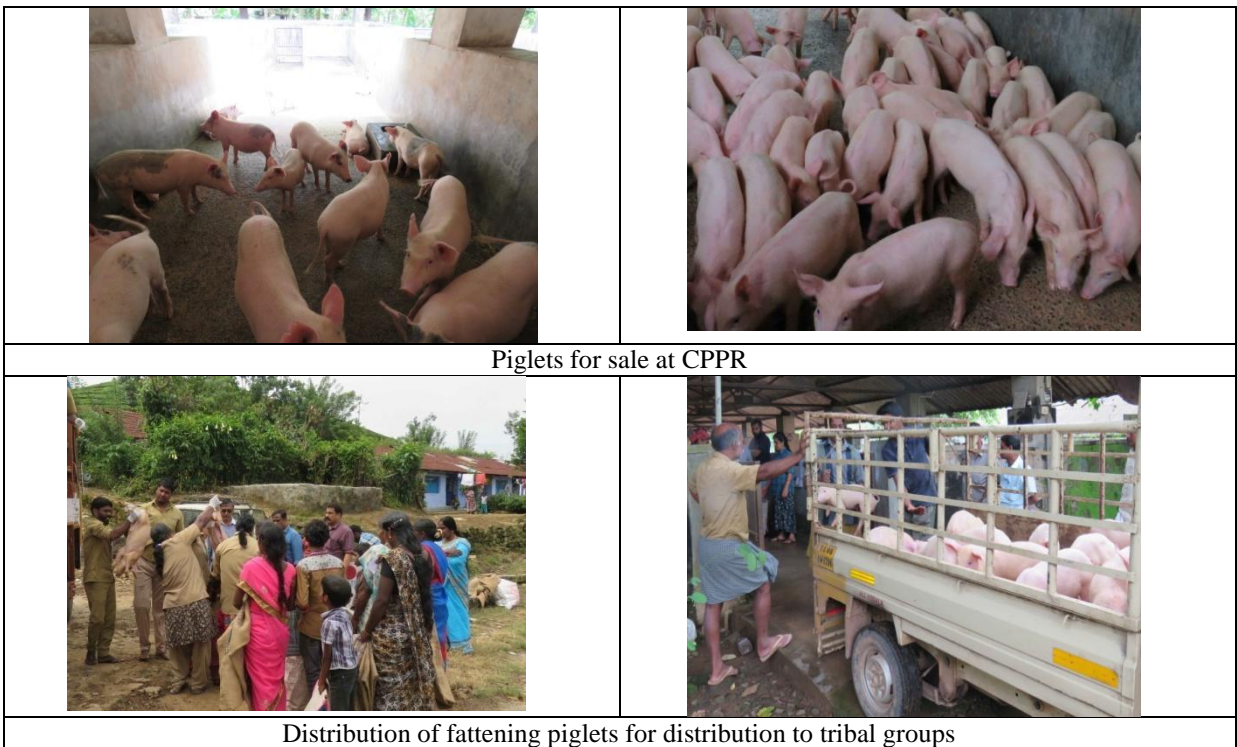 Piglets for sale at CPPR
Distribution of fattening piglets for distribution to tribal groups